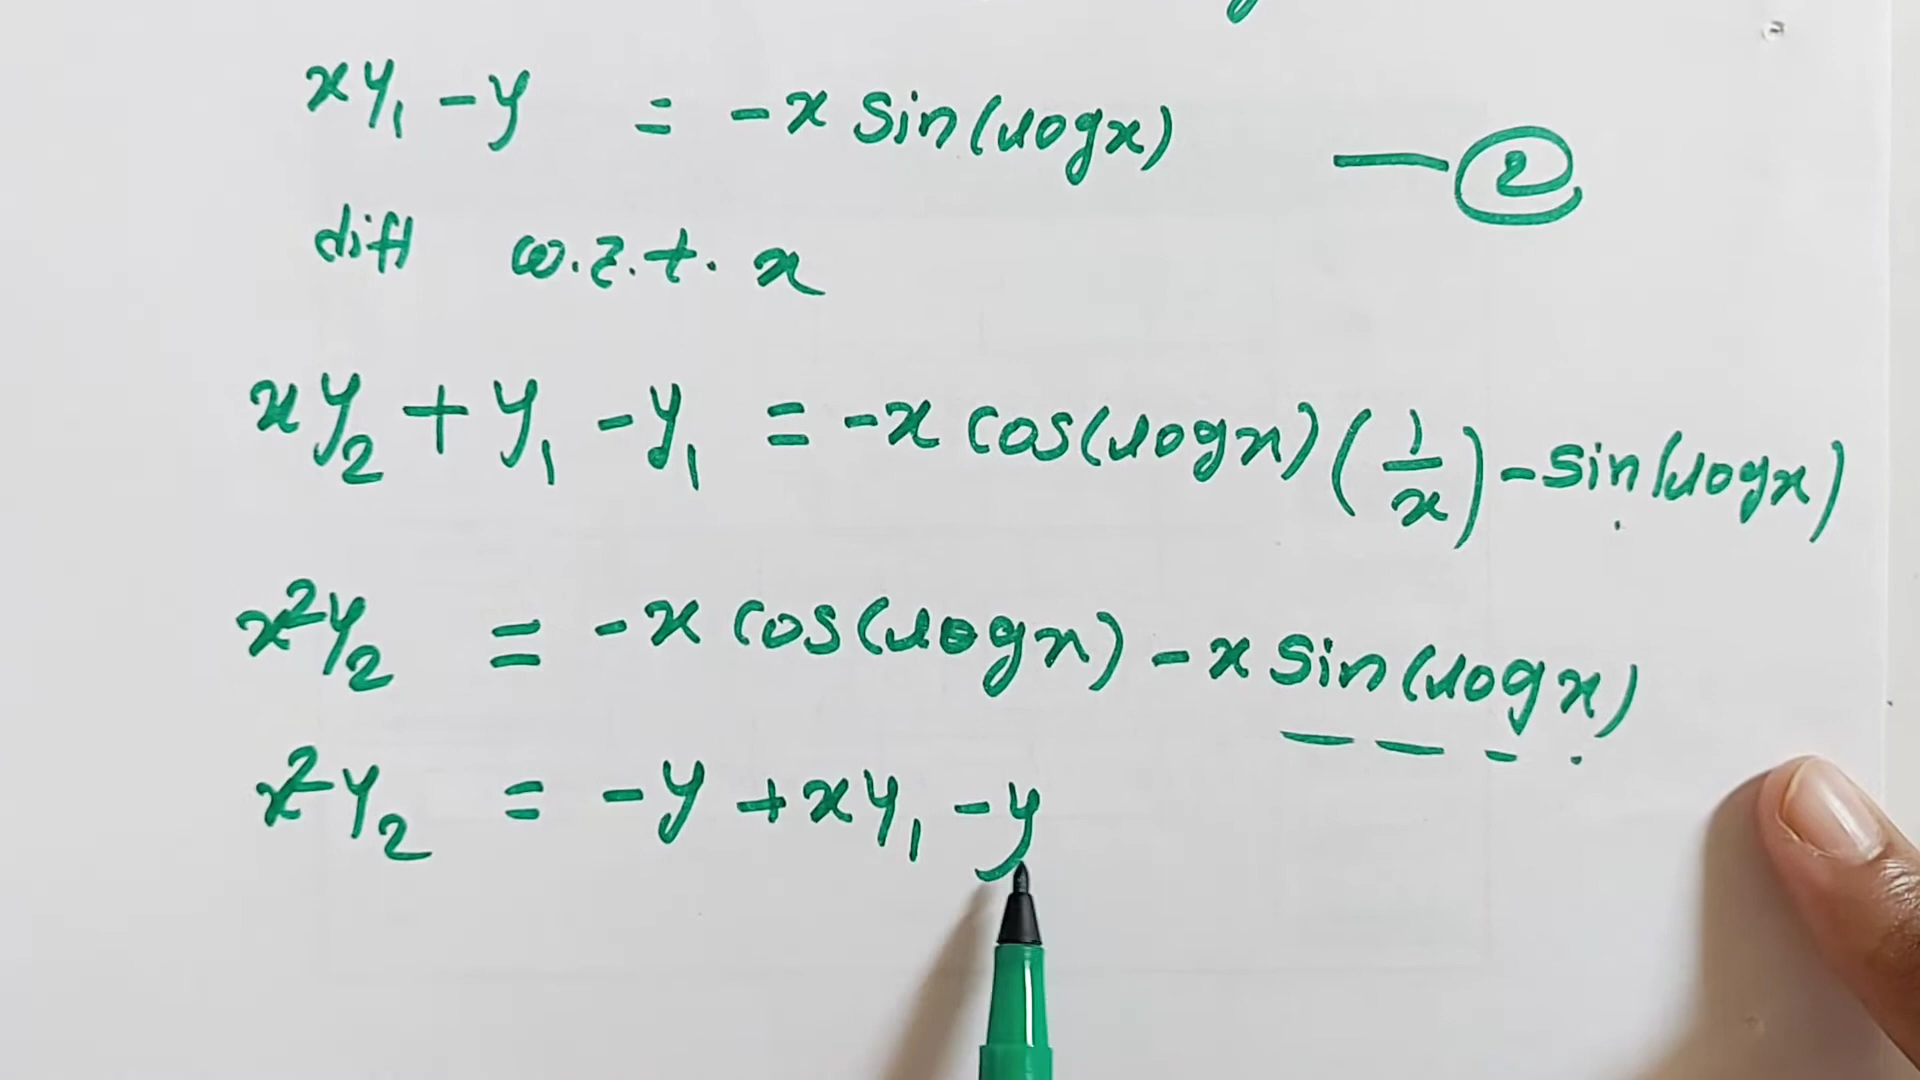 xy₁ - y = -x sin(logx) — ②
diff w.r.t. x
xy₂ + y₁ - y₁ = -x cos(logx)(1/x) - sin(logx)
x²y₂ = -x cos(logx) - x sin(logx)
x²y₂ = -y + xy₁ - y